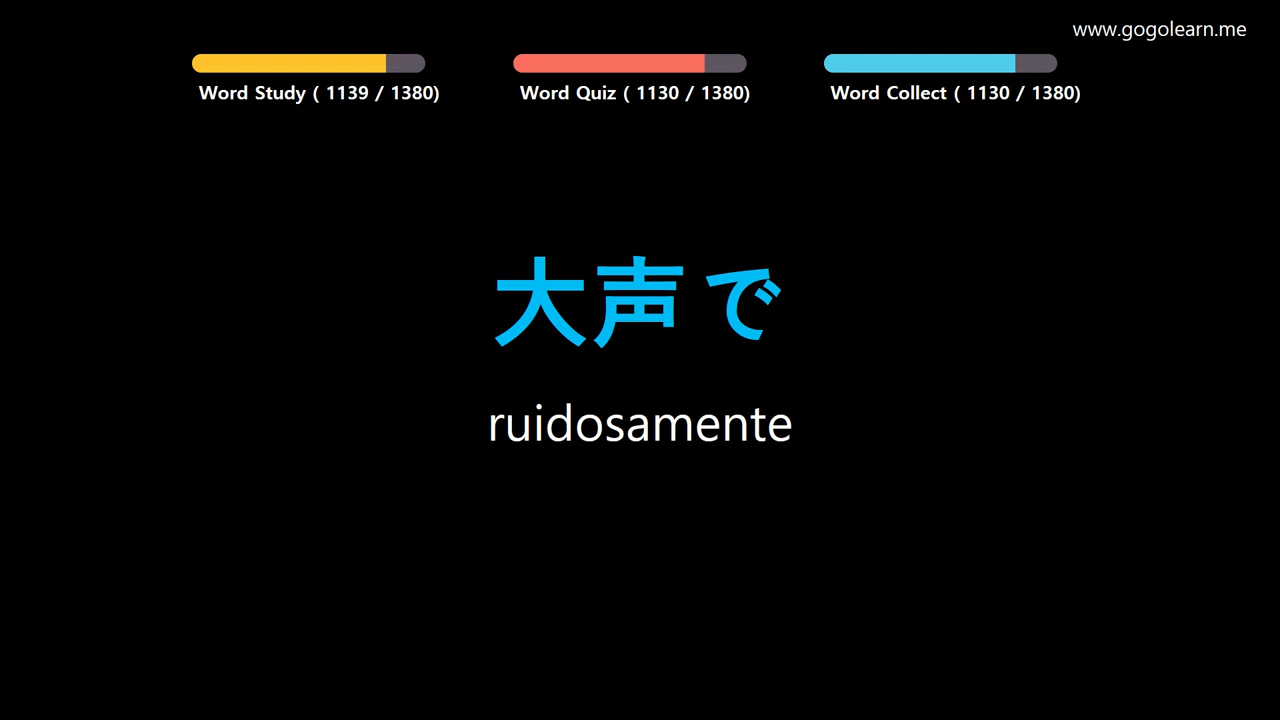 www.gogolearn.me
Word Study ( 1139 / 1380)
Word Quiz ( 1130 / 1380)
Word Collect ( 1130 / 1380)
大声で
ruidosamente